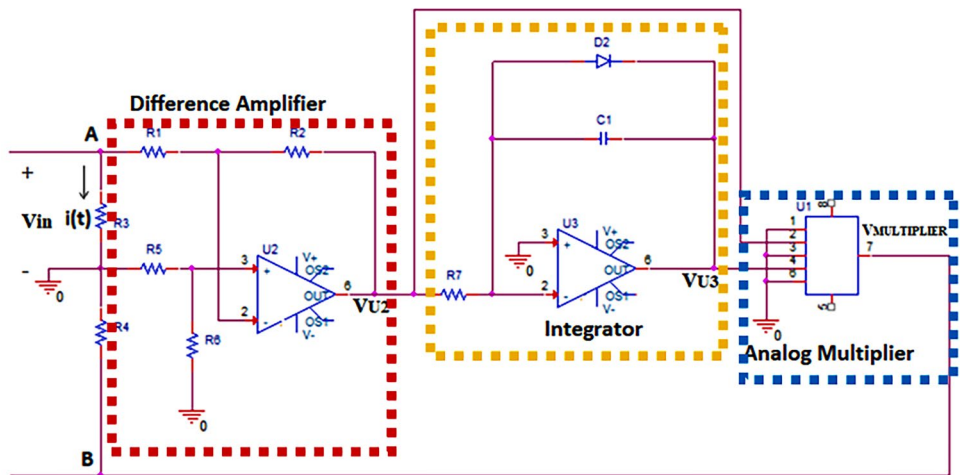 D2
Difference Amplifier
C1
A
R1
R2
+
i(t)
Vin
R3
-
0
R5
U2
V+
OS2
3
+
OUT
6
VU2
2
-
OS1
V-
R4
R6
0
B
U3
V+
OS2
3
+
0
OUT
6
VU3
R7
2
-
OS1
V-
Integrator
U1
8
1
2
3
4
6
VMULTIPLIER
7
5
0
Analog Multiplier